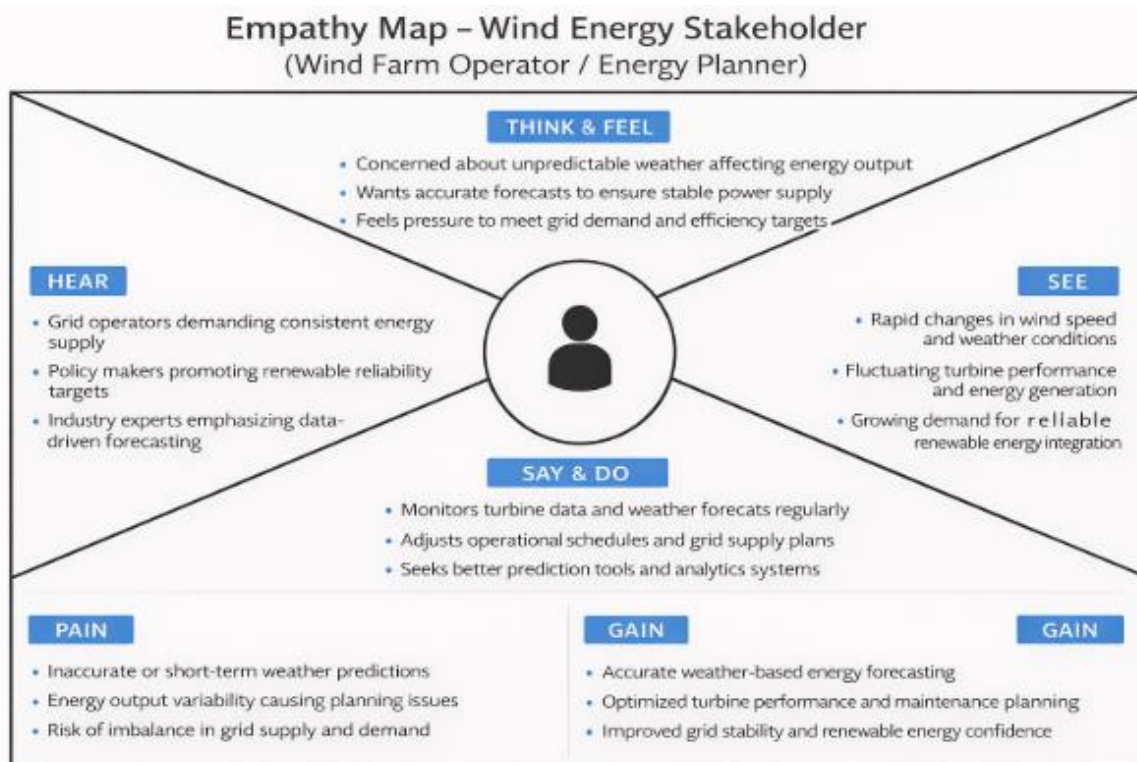 Empathy Map – Wind Energy Stakeholder
(Wind Farm Operator / Energy Planner)
THINK & FEEL
• Concerned about unpredictable weather affecting energy output
• Wants accurate forecasts to ensure stable power supply
• Feels pressure to meet grid demand and efficiency targets
HEAR
• Grid operators demanding consistent energy
supply
• Policy makers promoting renewable reliability
targets
• Industry experts emphasizing data-
driven forecasting
SEE
• Rapid changes in wind speed
and weather conditions
• Fluctuating turbine performance
and energy generation
• Growing demand for rellable
renewable energy integration
SAY & DO
• Monitors turbine data and weather forecats regularly
• Adjusts operational schedules and grid supply plans
• Seeks better prediction tools and analytics systems
PAIN
• Inaccurate or short-term weather predictions
• Energy output variability causing planning issues
• Risk of imbalance in grid supply and demand
GAIN
GAIN
• Accurate weather-based energy forecasting
• Optimized turbine performance and maintenance planning
• Improved grid stability and renewable energy confidence